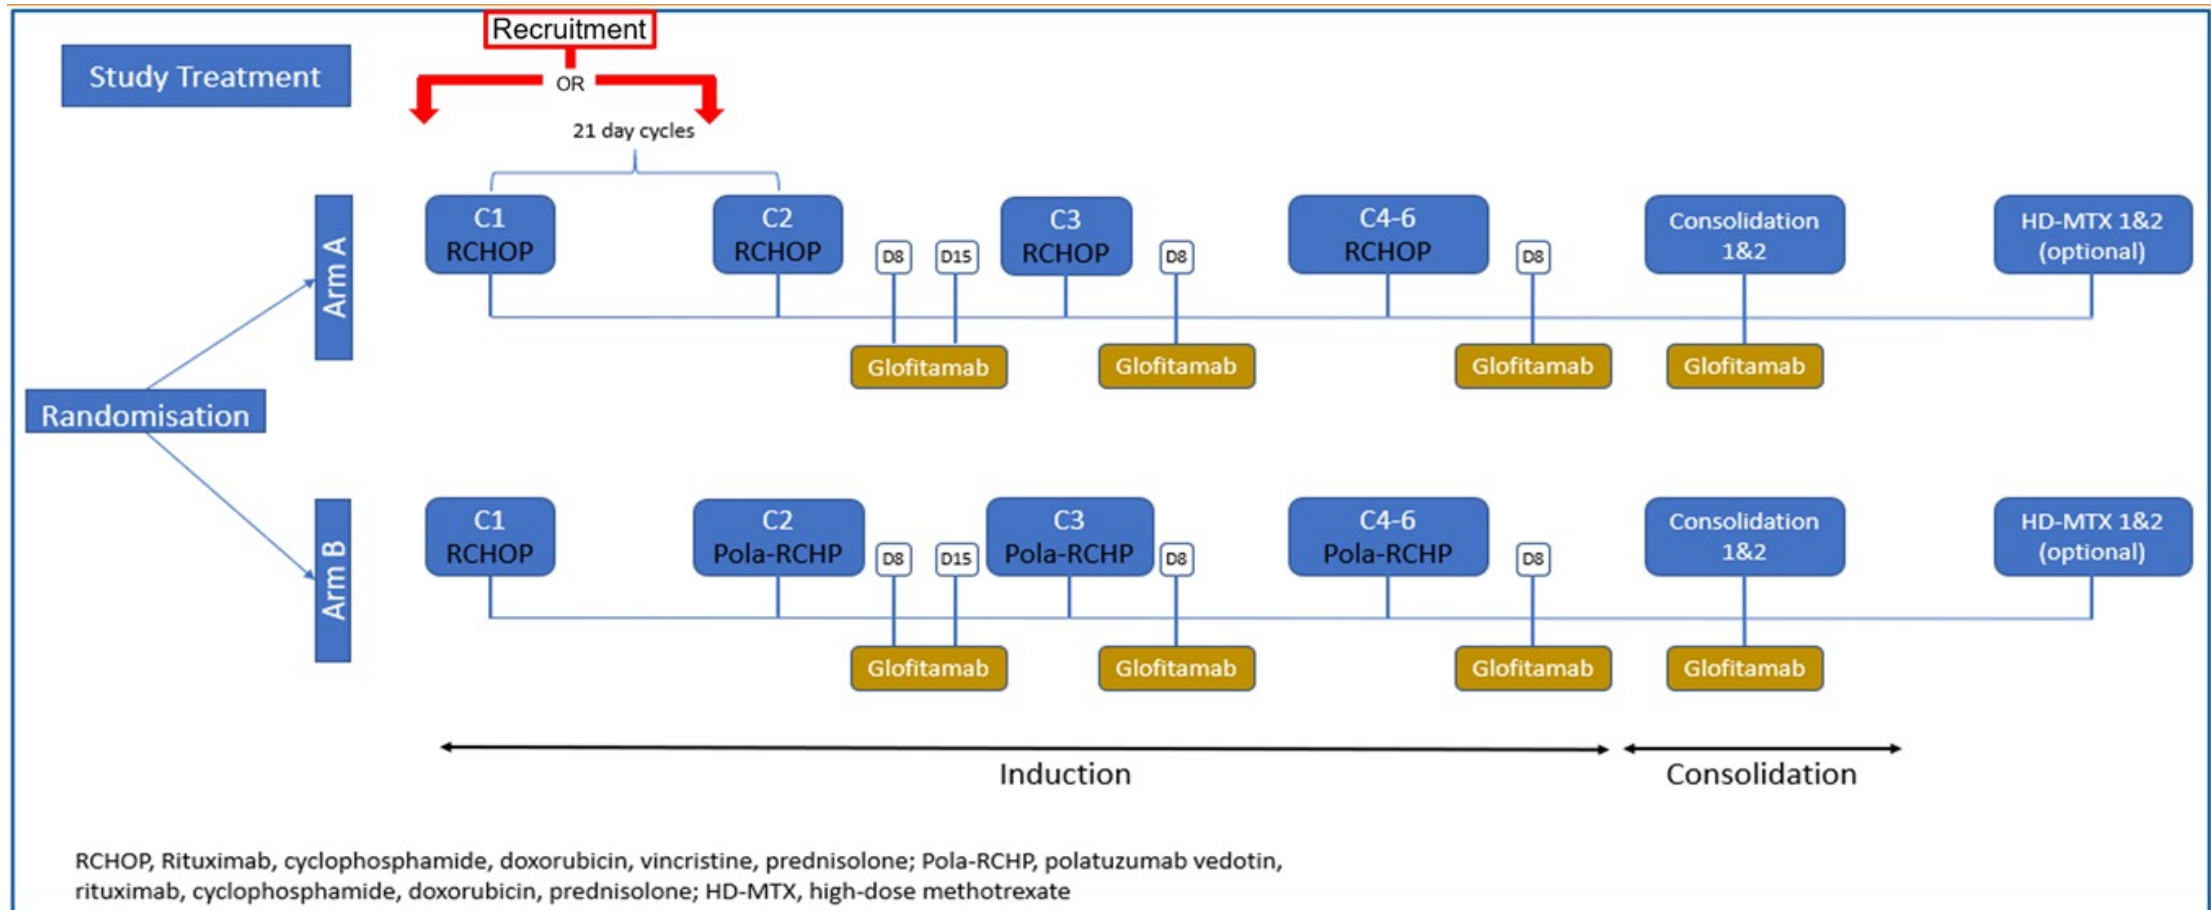 Recruitment
Study Treatment
OR
21 day cycles
Arm A
C1
RCHOP
C2
RCHOP
D8
D15
C3
RCHOP
D8
C4-6
RCHOP
D8
Consolidation
1&2
HD-MTX 1&2
(optional)
Glofitamab
Glofitamab
Glofitamab
Glofitamab
Randomisation
Arm B
C1
RCHOP
C2
Pola-RCHP
D8
D15
C3
Pola-RCHP
D8
C4-6
Pola-RCHP
D8
Consolidation
1&2
HD-MTX 1&2
(optional)
Glofitamab
Glofitamab
Glofitamab
Glofitamab
Induction
Consolidation
RCHOP, Rituximab, cyclophosphamide, doxorubicin, vincristine, prednisolone; Pola-RCHP, polatuzumab vedotin,
rituximab, cyclophosphamide, doxorubicin, prednisolone; HD-MTX, high-dose methotrexate